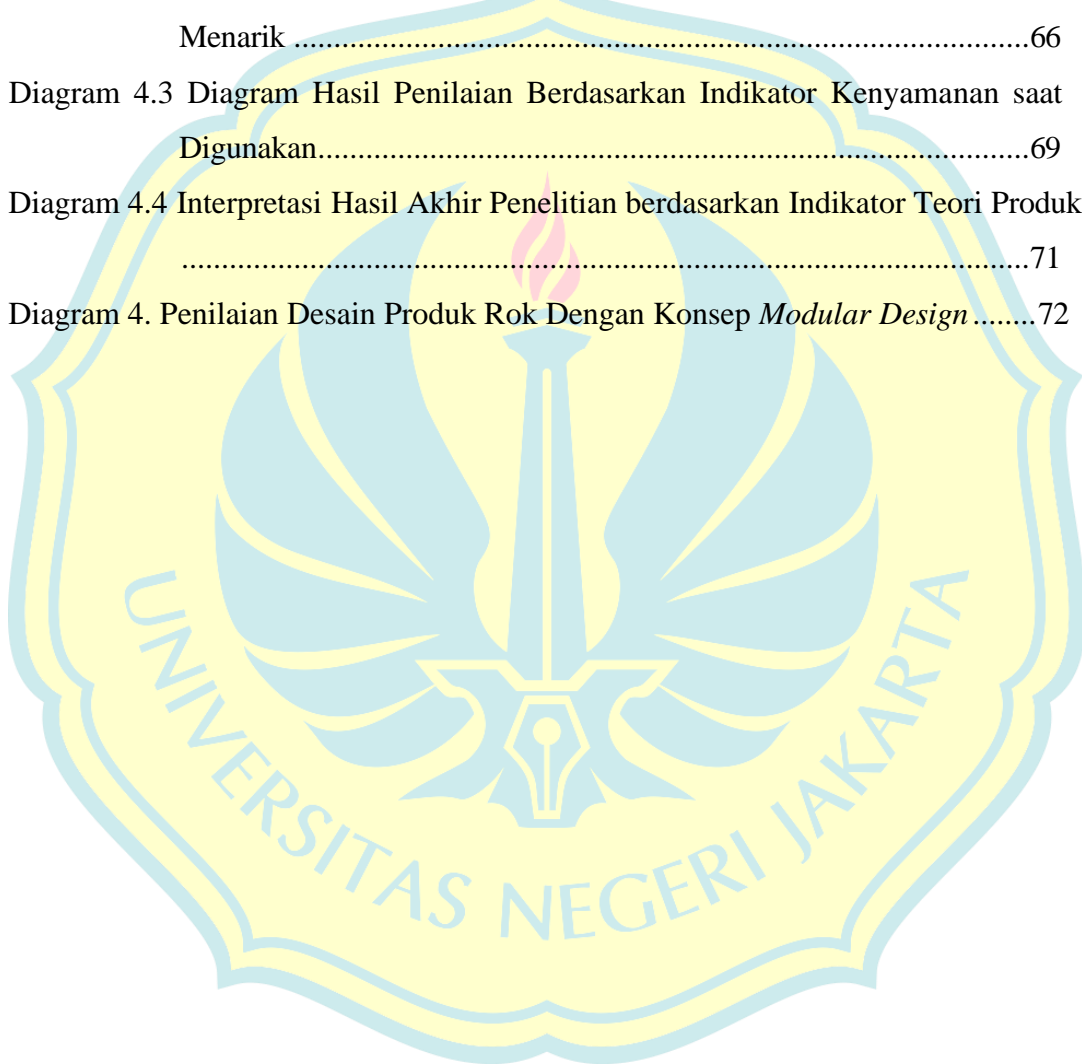 Menarik ............................................................................................66
Diagram 4.3 Diagram Hasil Penilaian Berdasarkan Indikator Kenyamanan saat
Digunakan.........................................................................................69
Diagram 4.4 Interpretasi Hasil Akhir Penelitian berdasarkan Indikator Teori Produk
..........................................................................................................71
Diagram 4. Penilaian Desain Produk Rok Dengan Konsep Modular Design ........72
UNIVERSITAS NEGERI JAKARTA